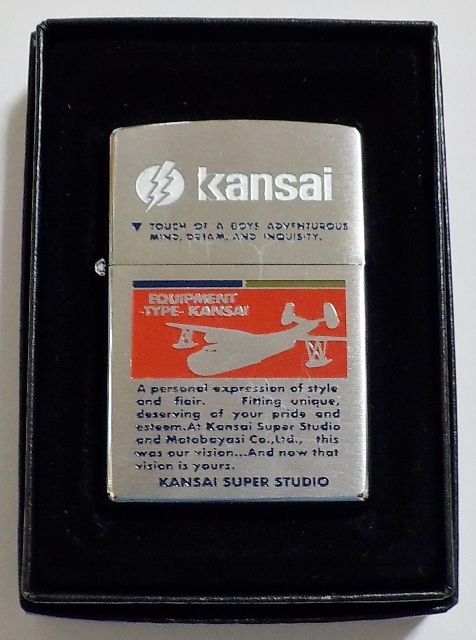 kansai
▼ TOUCH OF A BOYS ADVENTUROUS
MIND, DREAM, AND INQUISITY.
EQUIPMENT
-TYPE- KANSAI
A personal expression of style
and flair. Fitting unique,
deserving of your pride and
esteem.At Kansai Super Studio
and Motobayasi Co.,Ltd., this
was our vision...And now that
vision is yours.
KANSAI SUPER STUDIO